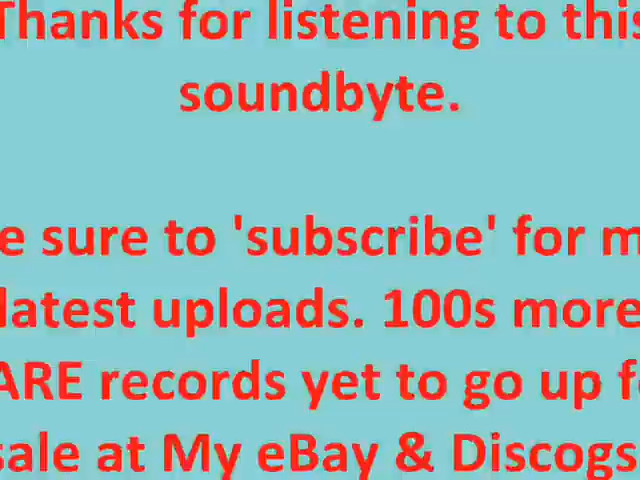 Thanks for listening to this
soundbyte.
e sure to 'subscribe' for m
latest uploads. 100s more
ARE records yet to go up f
sale at My eBay & Discogs